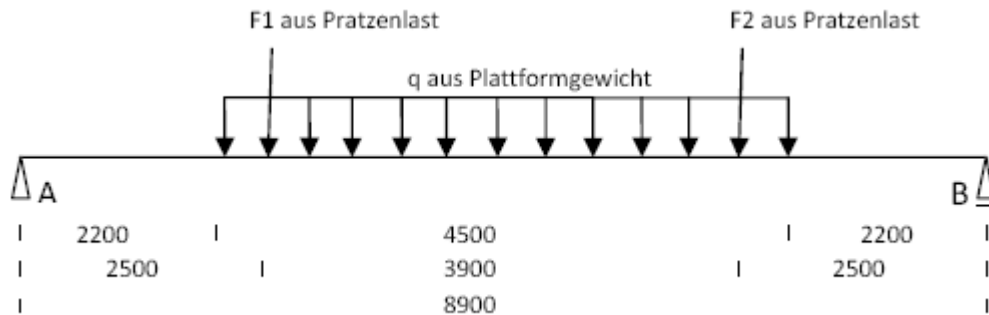 F1 aus Pratzenlast F2 aus Pratzenlast
q aus Plattformgewicht
A B
2200 4500 2200
2500 3900 2500
8900